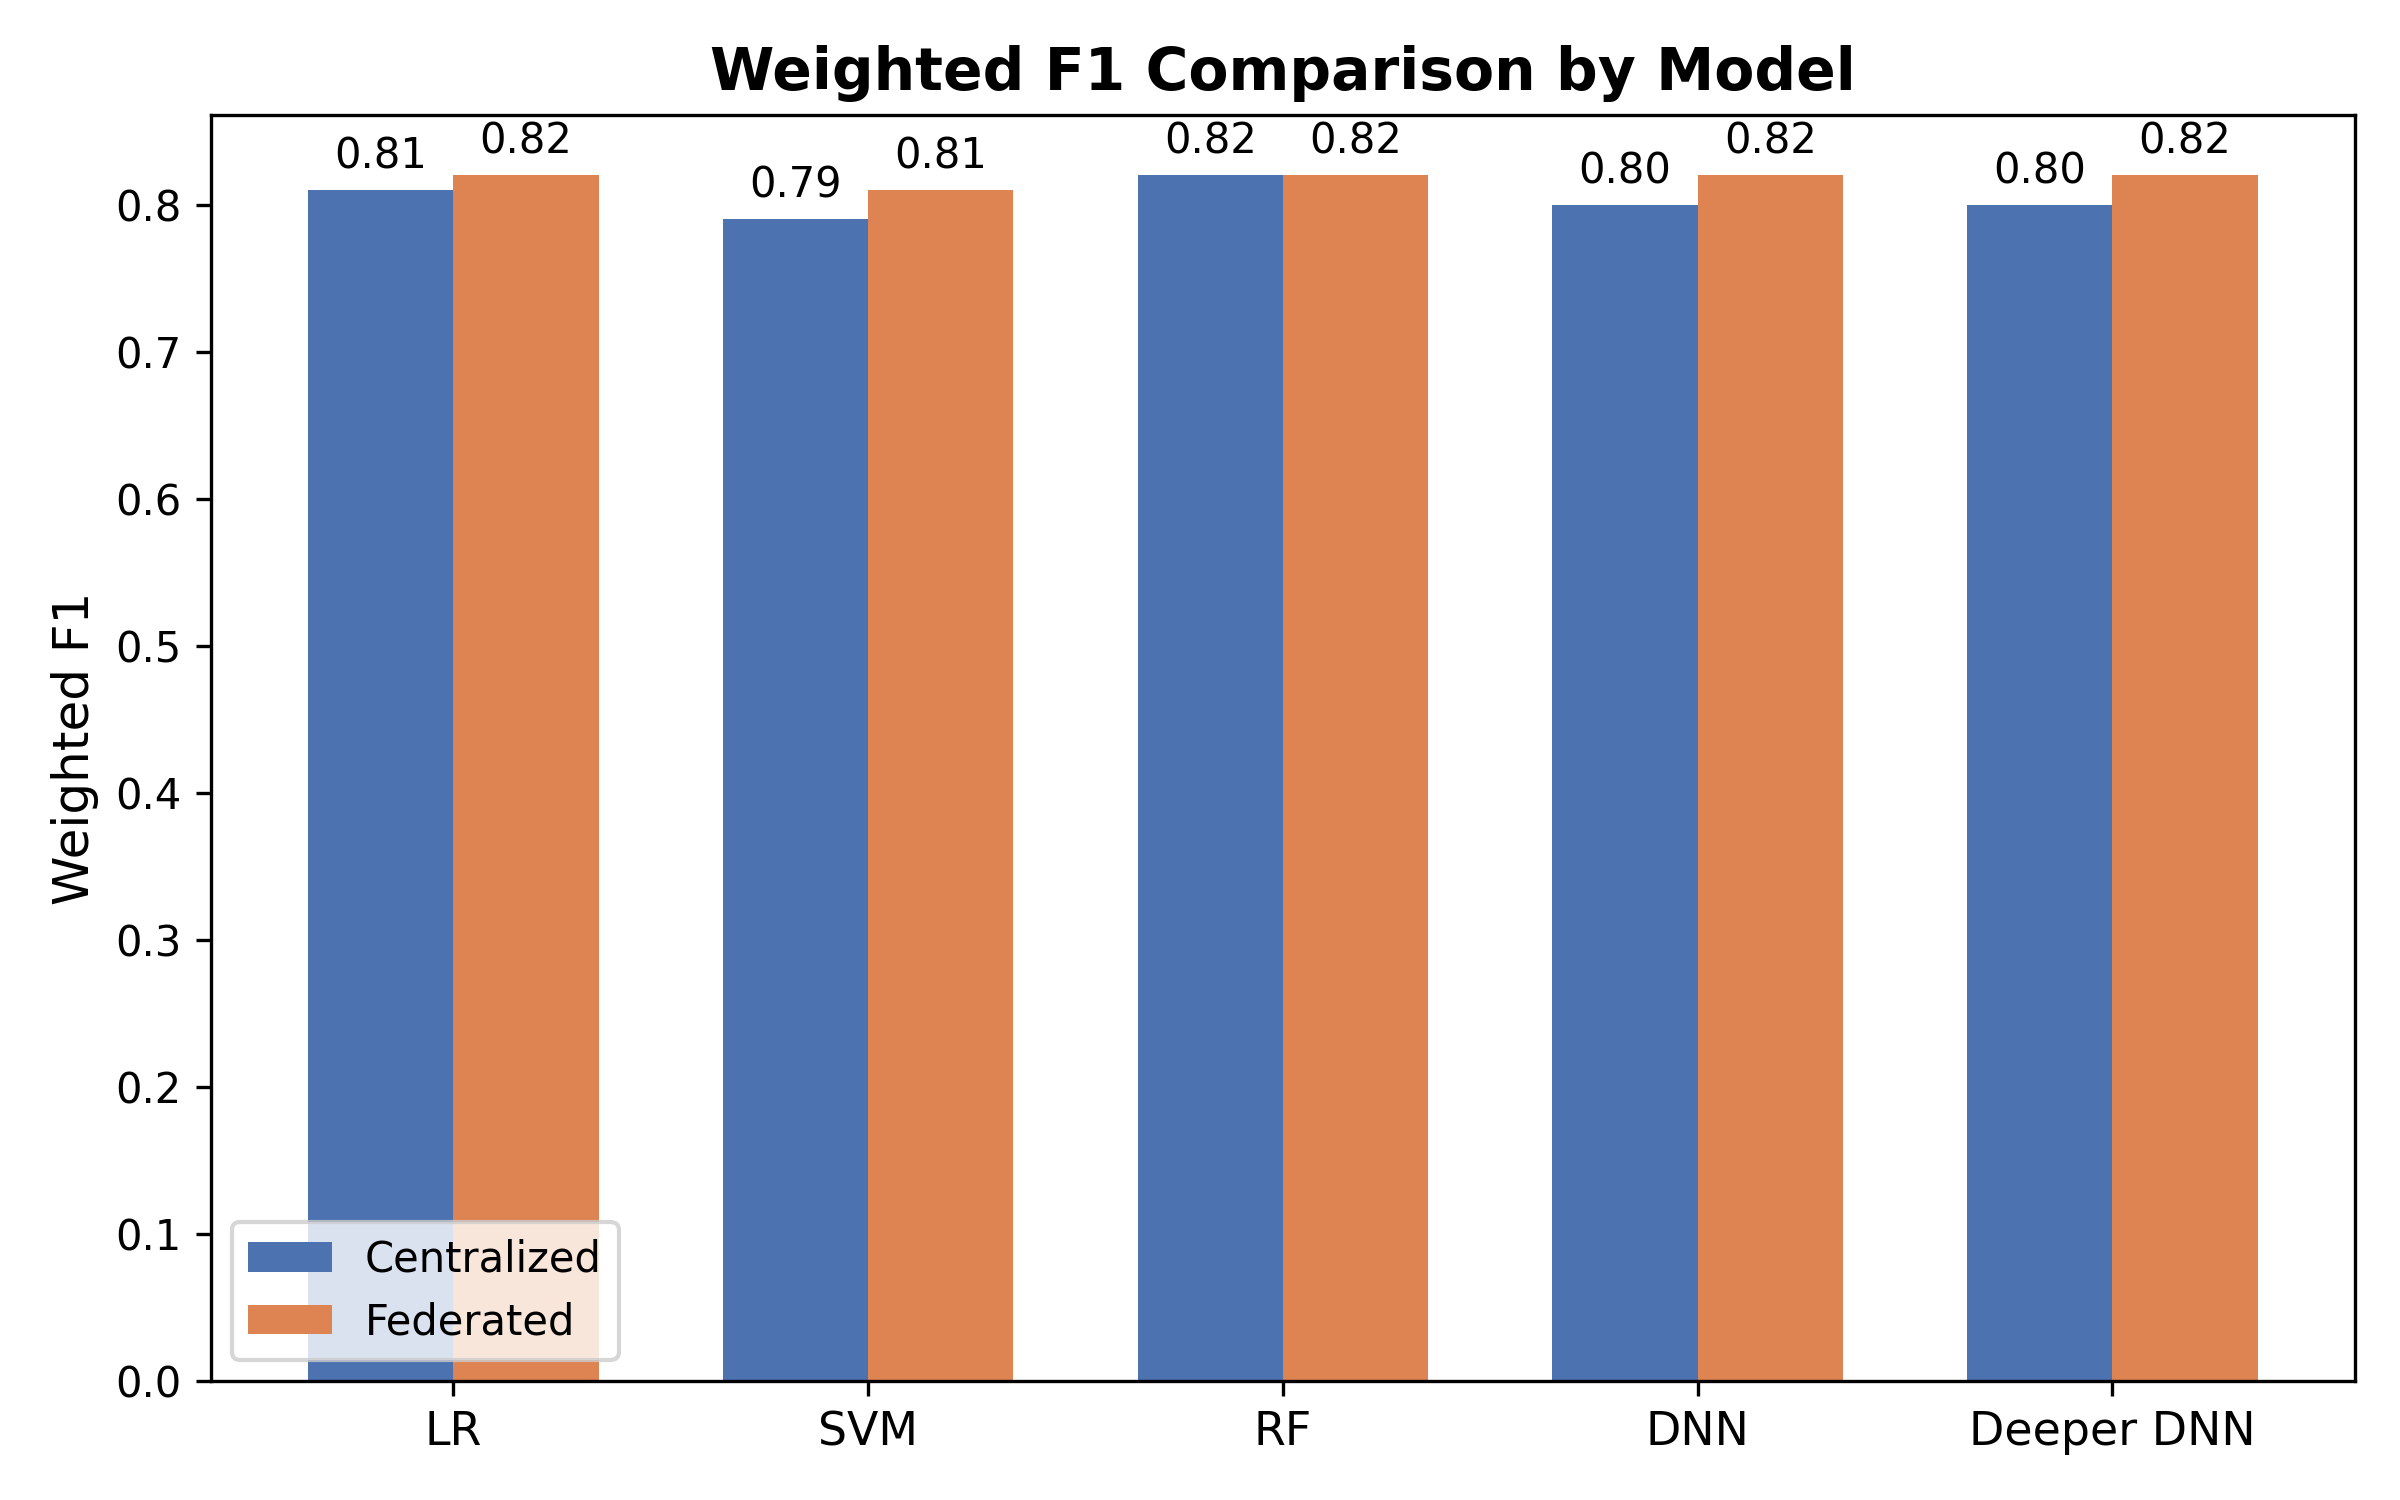 Weighted F1 Comparison by Model
0.81 0.82 0.79 0.81 0.82 0.82 0.80 0.82 0.80 0.82
Weighted F1
0.8
0.7
0.6
0.5
0.4
0.3
0.2
0.1
0.0
Centralized
Federated
LR SVM RF DNN Deeper DNN